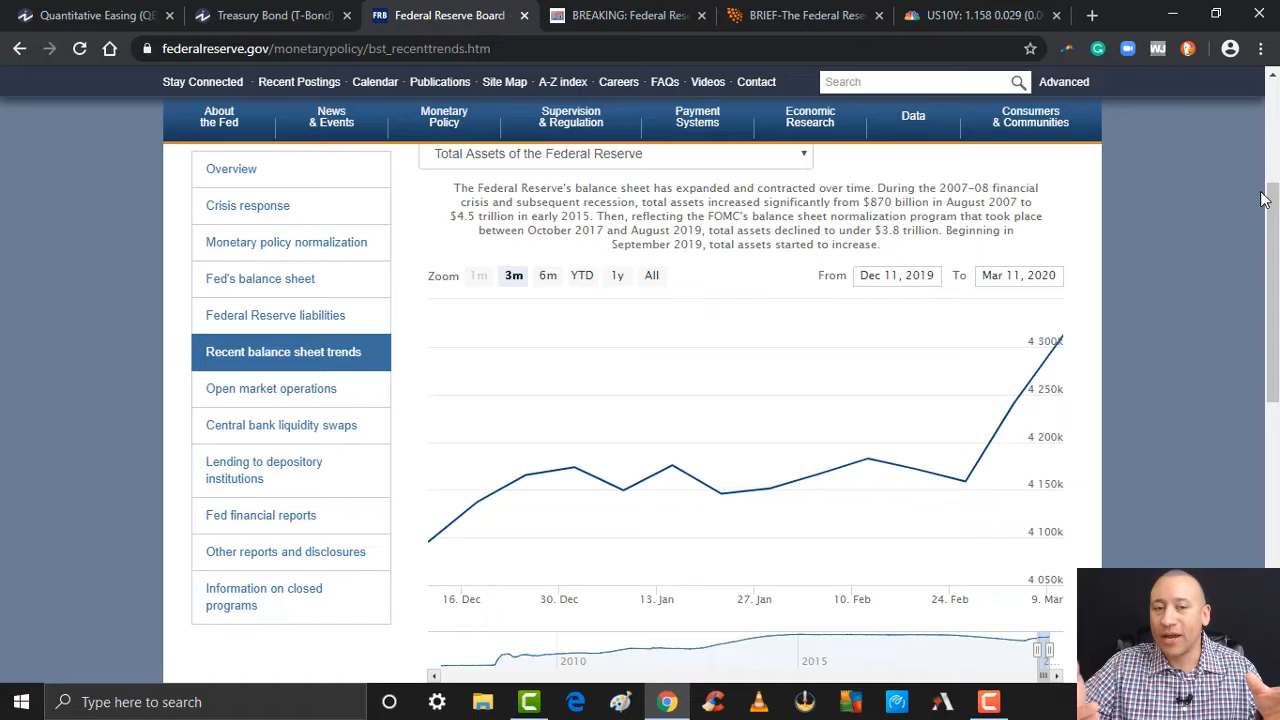 Quantitative Easing (QE
Treasury Bond (T-Bond)
FRB Federal Reserve Board -
BREAKING: Federal Res
BRIEF-The Federal Rese
US10Y: 1.158 0.029 (0.0
federalreserve.gov/monetarypolicy/bst_recenttrends.htm
Stay Connected Recent Postings Calendar Publications Site Map A-Z index Careers FAQs Videos Contact Search Advanced
About the Fed
News & Events
Monetary Policy
Supervision & Regulation
Payment Systems
Economic Research
Data
Consumers & Communities
Overview
Crisis response
Monetary policy normalization
Fed's balance sheet
Federal Reserve liabilities
Recent balance sheet trends
Open market operations
Central bank liquidity swaps
Lending to depository
institutions
Fed financial reports
Other reports and disclosures
Information on closed
programs
Total Assets of the Federal Reserve
The Federal Reserve's balance sheet has expanded and contracted over time. During the 2007-08 financial
crisis and subsequent recession, total assets increased significantly from $870 billion in August 2007 to
$4.5 trillion in early 2015. Then, reflecting the FOMC's balance sheet normalization program that took place
between October 2017 and August 2019, total assets declined to under $3.8 trillion. Beginning in
September 2019, total assets started to increase.
Zoom 1m 3m 6m YTD 1y All From Dec 11, 2019 To Mar 11, 2020
4 300k
4 250k
4 200k
4 150k
4 100k
4 050k
16. Dec 30. Dec 13. Jan 27. Jan 10. Feb 24. Feb 9. Mar
2010 2015 2...
Type here to search